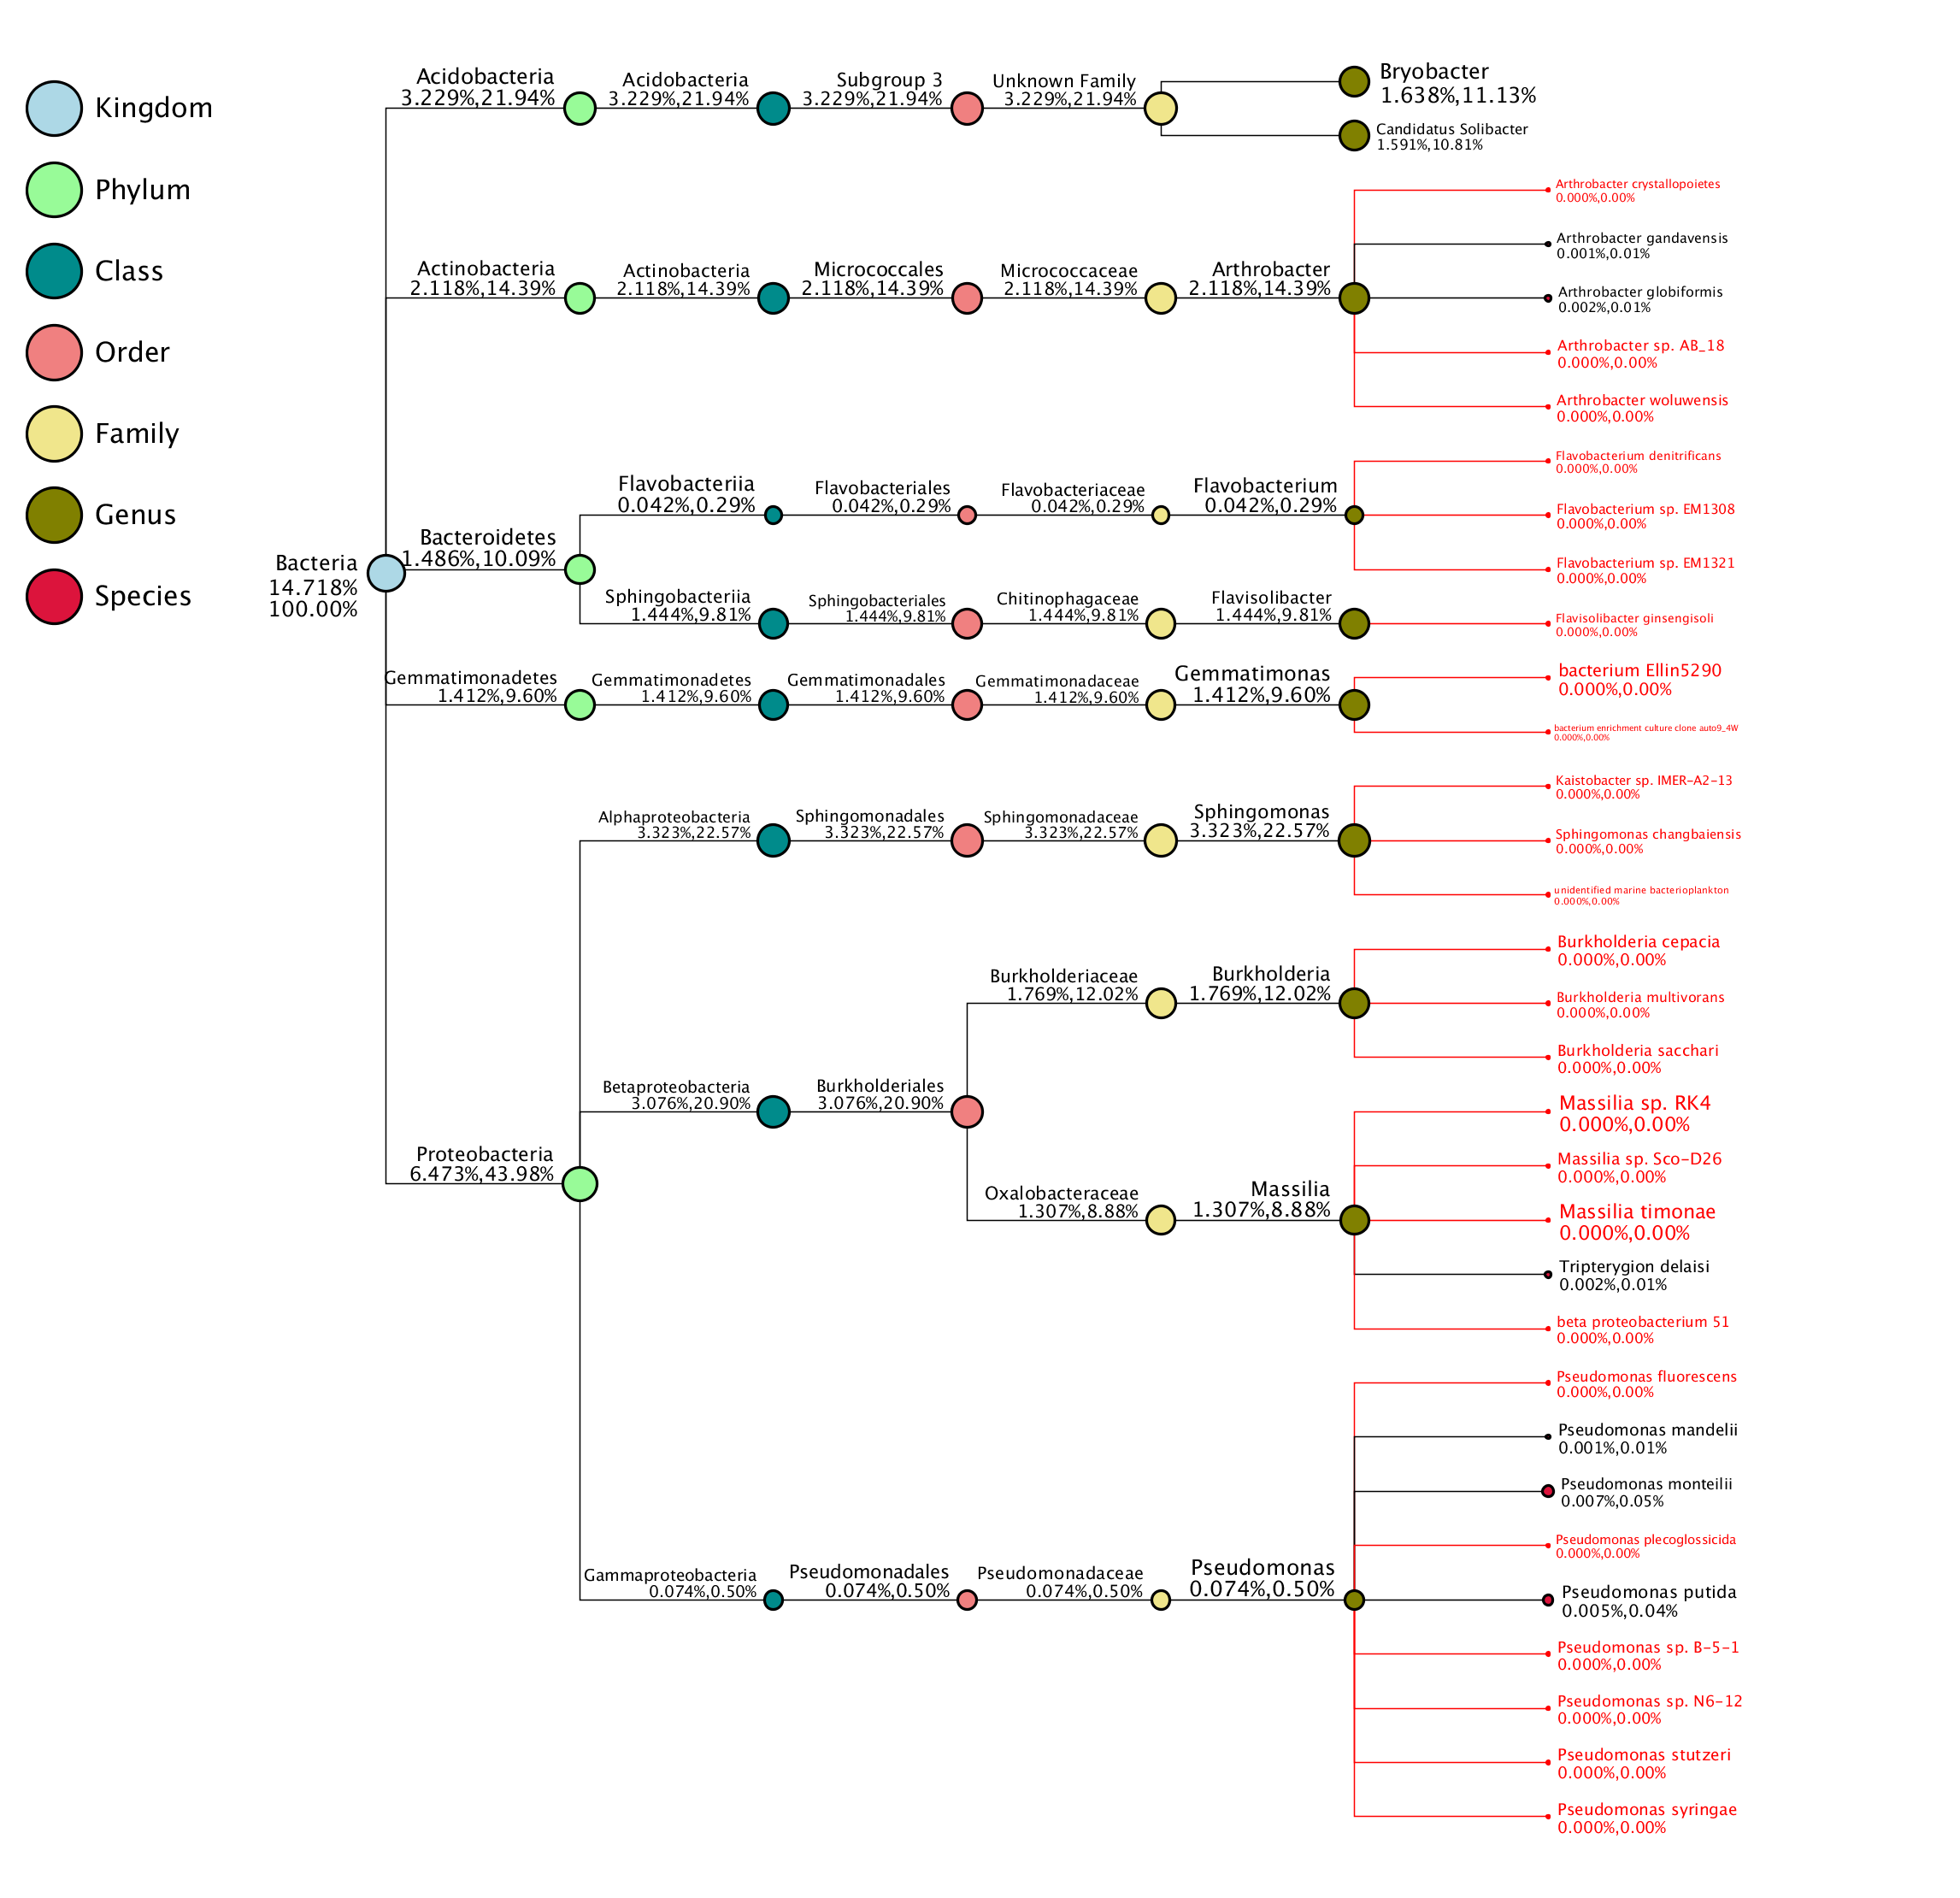 Kingdom
Phylum
Class
Order
Family
Genus
Species
Bacteria
14.718%
100.00%
Acidobacteria
3.229%,21.94%
Acidobacteria
3.229%,21.94%
Subgroup 3
3.229%,21.94%
Unknown Family
3.229%,21.94%
Bryobacter
1.638%,11.13%
Candidatus Solibacter
1.591%,10.81%
Actinobacteria
2.118%,14.39%
Actinobacteria
2.118%,14.39%
Micrococcales
2.118%,14.39%
Micrococcaceae
2.118%,14.39%
Arthrobacter
2.118%,14.39%
Arthrobacter crystallopoietes
0.000%,0.00%
Arthrobacter gandavensis
0.001%,0.01%
Arthrobacter globiformis
0.002%,0.01%
Arthrobacter sp. AB_18
0.000%,0.00%
Arthrobacter woluwensis
0.000%,0.00%
Bacteroidetes
1.486%,10.09%
Flavobacteriia
0.042%,0.29%
Flavobacteriales
0.042%,0.29%
Flavobacteriaceae
0.042%,0.29%
Flavobacterium
0.042%,0.29%
Flavobacterium denitrificans
0.000%,0.00%
Flavobacterium sp. EM1308
0.000%,0.00%
Flavobacterium sp. EM1321
0.000%,0.00%
Sphingobacteriia
1.444%,9.81%
Sphingobacteriales
1.444%,9.81%
Chitinophagaceae
1.444%,9.81%
Flavisolibacter
1.444%,9.81%
Flavisolibacter ginsengisoli
0.000%,0.00%
Gemmatimonadetes
1.412%,9.60%
Gemmatimonadetes
1.412%,9.60%
Gemmatimonadales
1.412%,9.60%
Gemmatimonadaceae
1.412%,9.60%
Gemmatimonas
1.412%,9.60%
bacterium Ellin5290
0.000%,0.00%
bacterium enrichment culture clone auto9_4W
0.000%,0.00%
Proteobacteria
6.473%,43.98%
Alphaproteobacteria
3.323%,22.57%
Sphingomonadales
3.323%,22.57%
Sphingomonadaceae
3.323%,22.57%
Sphingomonas
3.323%,22.57%
Kaistobacter sp. IMER-A2-13
0.000%,0.00%
Sphingomonas changbaiensis
0.000%,0.00%
unidentified marine bacterioplankton
0.000%,0.00%
Betaproteobacteria
3.076%,20.90%
Burkholderiales
3.076%,20.90%
Burkholderiaceae
1.769%,12.02%
Burkholderia
1.769%,12.02%
Burkholderia cepacia
0.000%,0.00%
Burkholderia multivorans
0.000%,0.00%
Burkholderia sacchari
0.000%,0.00%
Oxalobacteraceae
1.307%,8.88%
Massilia
1.307%,8.88%
Massilia sp. RK4
0.000%,0.00%
Massilia sp. Sco-D26
0.000%,0.00%
Massilia timonae
0.000%,0.00%
Tripterygion delaisi
0.002%,0.01%
beta proteobacterium 51
0.000%,0.00%
Gammaproteobacteria
0.074%,0.50%
Pseudomonadales
0.074%,0.50%
Pseudomonadaceae
0.074%,0.50%
Pseudomonas
0.074%,0.50%
Pseudomonas fluorescens
0.000%,0.00%
Pseudomonas mandelii
0.001%,0.01%
Pseudomonas monteilii
0.007%,0.05%
Pseudomonas plecoglossicida
0.000%,0.00%
Pseudomonas putida
0.005%,0.04%
Pseudomonas sp. B-5-1
0.000%,0.00%
Pseudomonas sp. N6-12
0.000%,0.00%
Pseudomonas stutzeri
0.000%,0.00%
Pseudomonas syringae
0.000%,0.00%